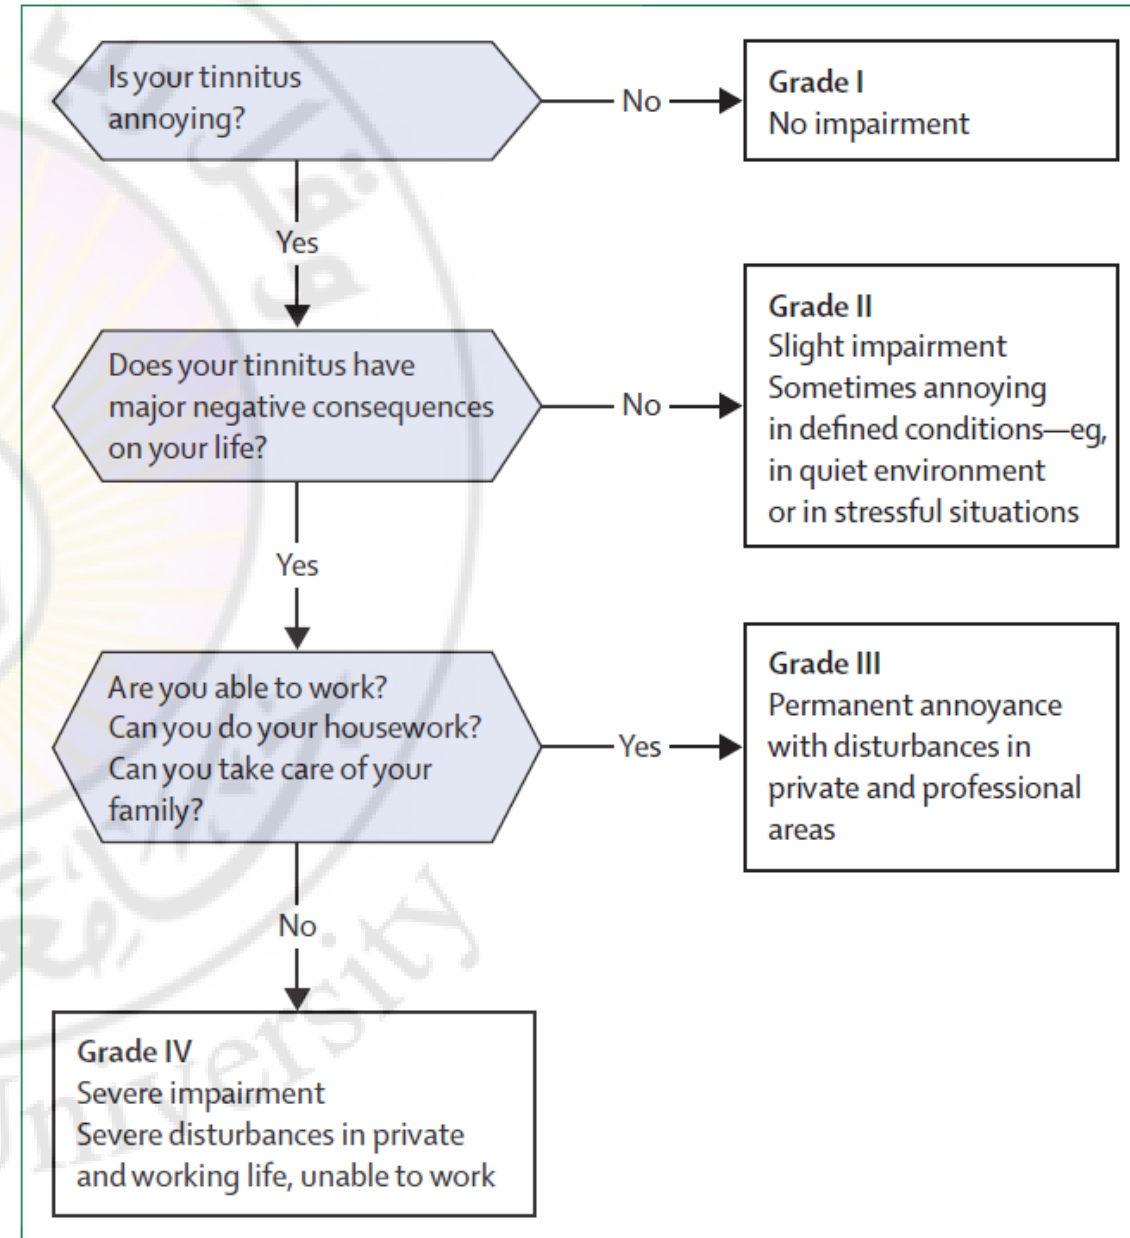 Is your tinnitus
annoying?
No
Grade I
No impairment
Yes
Does your tinnitus have
major negative consequences
on your life?
No
Grade II
Slight impairment
Sometimes annoying
in defined conditions—eg,
in quiet environment
or in stressful situations
Yes
Are you able to work?
Can you do your housework?
Can you take care of your
family?
Yes
Grade III
Permanent annoyance
with disturbances in
private and professional
areas
No
Grade IV
Severe impairment
Severe disturbances in private
and working life, unable to work
University